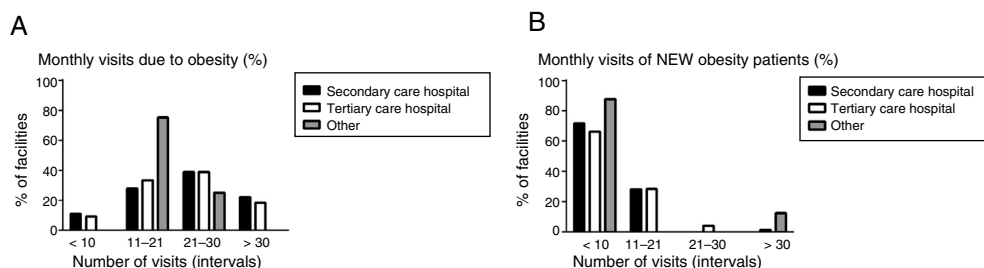 A
Monthly visits due to obesity (%)
100
80
60
40
20
0
% of facilities
< 10
11–21
21–30
> 30
Number of visits (intervals)
Secondary care hospital
Tertiary care hospital
Other
B
Monthly visits of NEW obesity patients (%)
100
80
60
40
20
0
% of facilities
< 10
11–21
21–30
> 30
Number of visits (intervals)
Secondary care hospital
Tertiary care hospital
Other